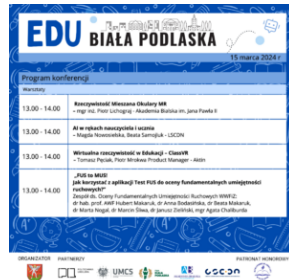 EDU
BIAŁA PODLASKA
15 marca 2024 r
Program konferencji
Warsztaty
13.00 - 14.00
Rzeczywistość Mieszana Okulary MR
- mgr inż. Piotr Lichograj - Akademia Bialska im. Jana Pawła II
13.00 - 14.00
AI w rękach nauczyciela i ucznia
- Magda Nowosielska, Beata Samojluk - LSCDN
13.00 - 14.00
Wirtualna rzeczywistość w Edukacji - ClassVR
- Tomasz Peciak, Piotr Mrokwa Product Manager - Aktin
13.00 - 14.00
„PUS to MUS!
Jak korzystać z aplikacji Test FUS do oceny fundamentalnych umiejętności
ruchowych?"
Zespół ds. Oceny Fundamentalnych Umiejętności Ruchowych WWFiZ:
dr hab. prof. AWF Hubert Makaruk, dr Anna Bodasińska, dr Beata Makaruk,
dr Marta Nogal, dr Marcin Śliwa, dr Janusz Zieliński, mgr Agata Chaliburda
ORGANIZATOR
PARTNERZY
PATRONAT HONOROWY
UMCS
LSCDN